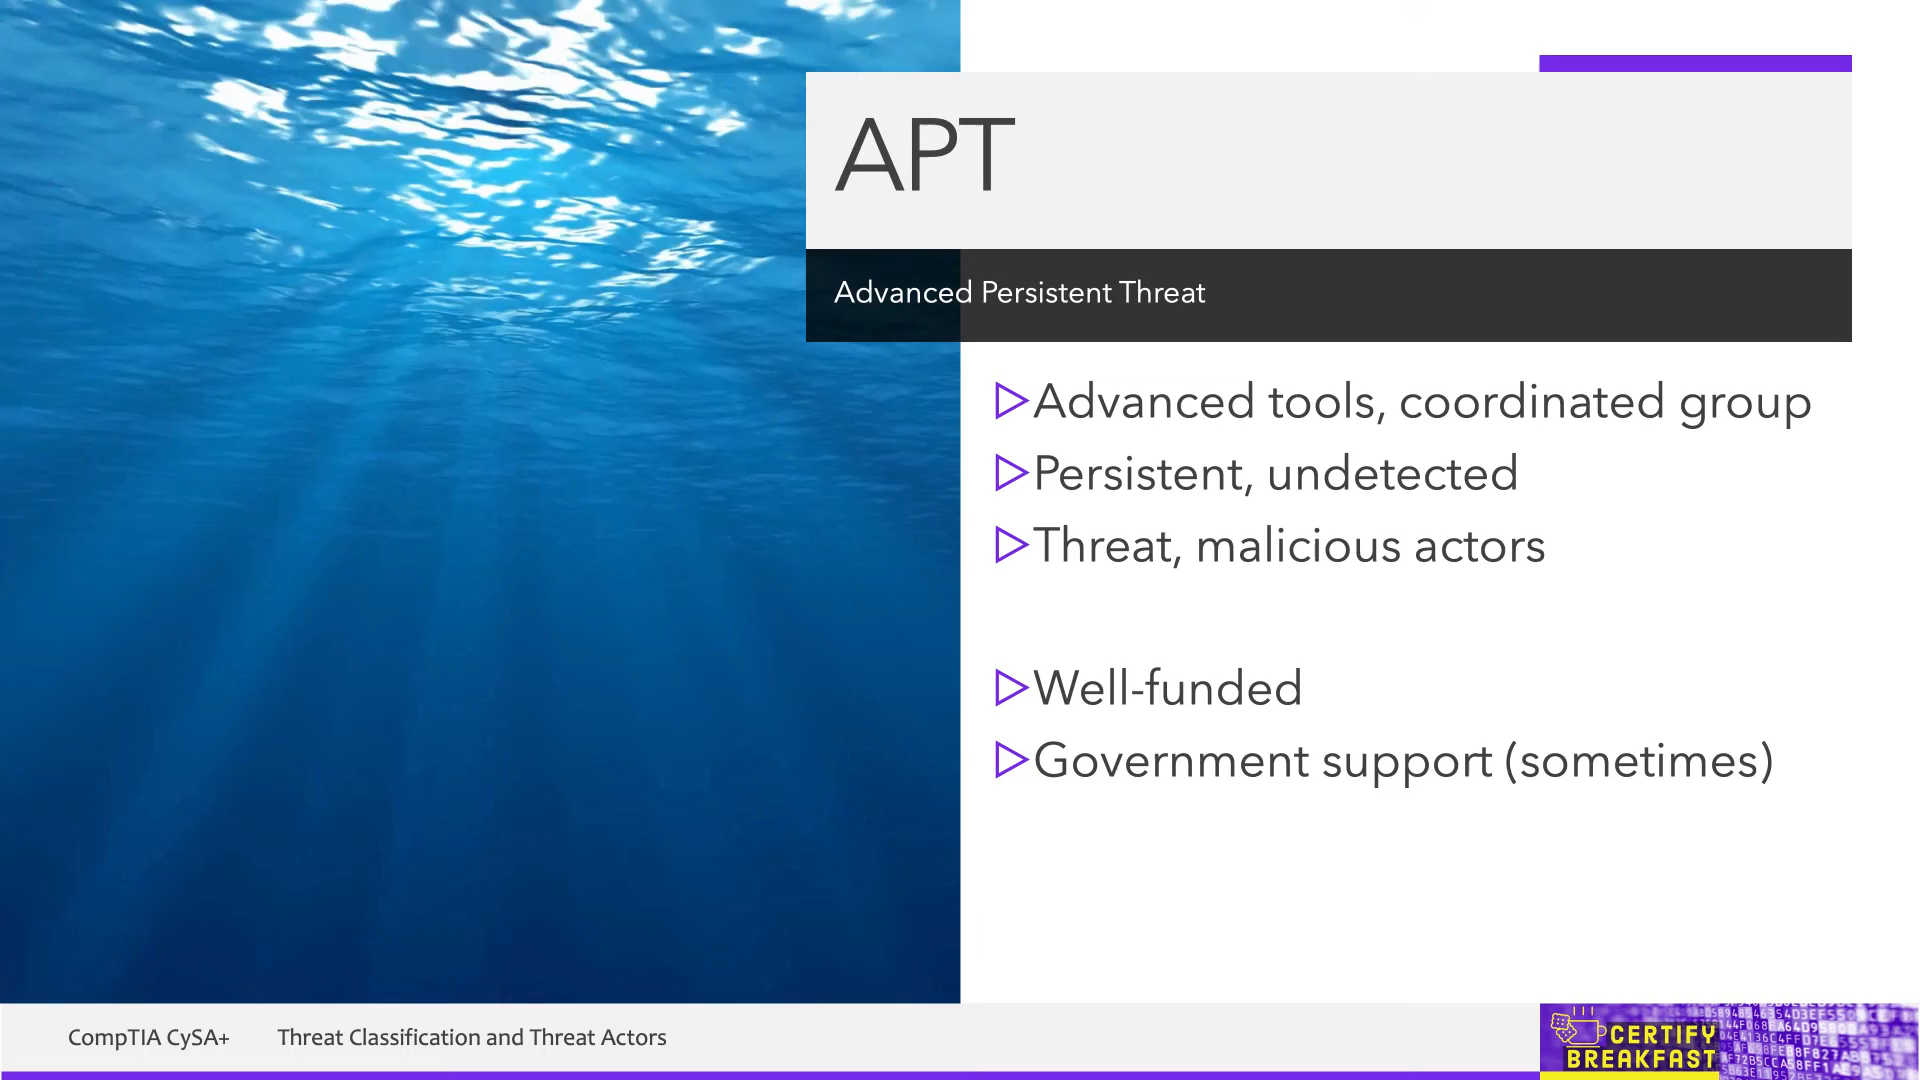 APT
Advanced Persistent Threat
Advanced tools, coordinated group
Persistent, undetected
Threat, malicious actors
Well-funded
Government support (sometimes)
CompTIA CySA+ Threat Classification and Threat Actors
CERTIFY
BREAKFAST